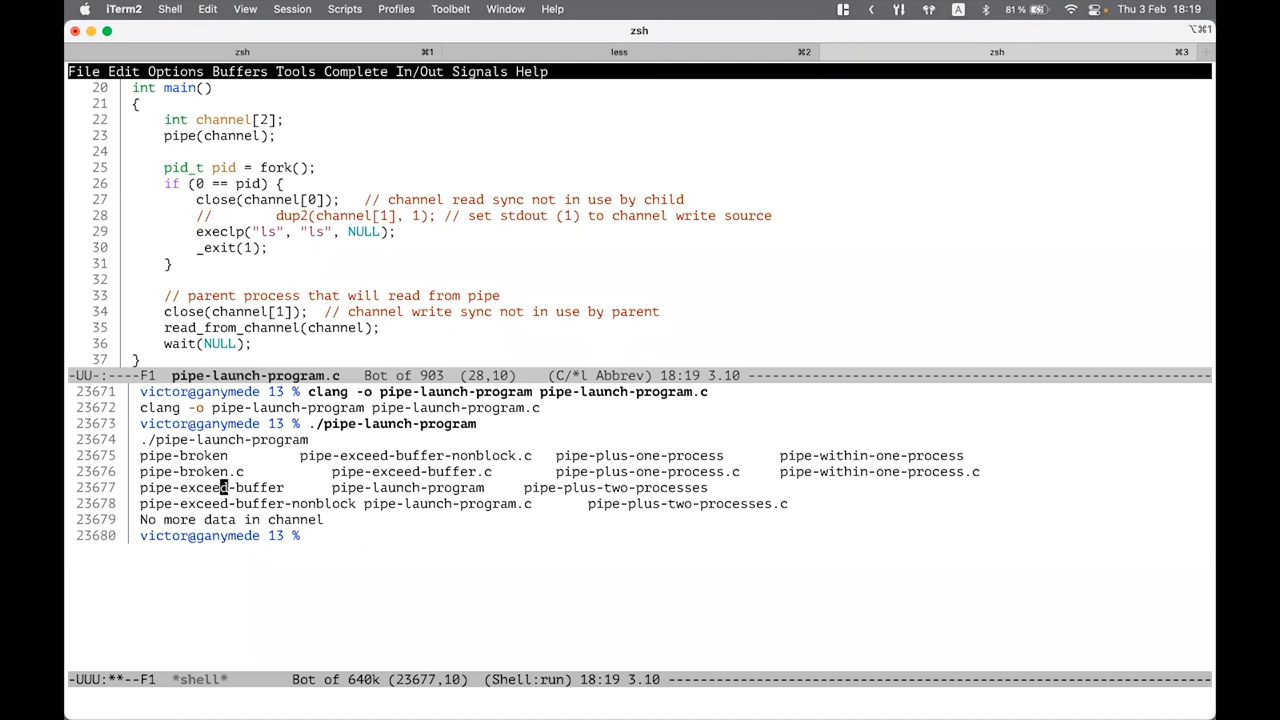 iTerm2 Shell Edit View Session Scripts Profiles Toolbelt Window Help A 81% Thu 3 Feb 18:19
zsh ⌥⌘1
zsh ⌘1 less ⌘2 zsh ⌘3
File Edit Options Buffers Tools Complete In/Out Signals Help
20 int main()
21 {
22     int channel[2];
23     pipe(channel);
24
25     pid_t pid = fork();
26     if (0 == pid) {
27         close(channel[0]);   // channel read sync not in use by child
28         //        dup2(channel[1], 1); // set stdout (1) to channel write source
29         execlp("ls", "ls", NULL);
30         _exit(1);
31     }
32
33     // parent process that will read from pipe
34     close(channel[1]);  // channel write sync not in use by parent
35     read_from_channel(channel);
36     wait(NULL);
37 }
-UU-:----F1  pipe-launch-program.c   Bot of 903  (28,10)    (C/*l Abbrev) 18:19 3.10 ----------------------------------------------------------
23671 victor@ganymede 13 % clang -o pipe-launch-program pipe-launch-program.c
23672 clang -o pipe-launch-program pipe-launch-program.c
23673 victor@ganymede 13 % ./pipe-launch-program
23674 ./pipe-launch-program
23675 pipe-broken         pipe-exceed-buffer-nonblock.c   pipe-plus-one-process       pipe-within-one-process
23676 pipe-broken.c           pipe-exceed-buffer.c        pipe-plus-one-process.c     pipe-within-one-process.c
23677 pipe-exceed-buffer      pipe-launch-program     pipe-plus-two-processes
23678 pipe-exceed-buffer-nonblock pipe-launch-program.c       pipe-plus-two-processes.c
23679 No more data in channel
23680 victor@ganymede 13 %
-UUU:**--F1  *shell*        Bot of 640k (23677,10)  (Shell:run) 18:19 3.10 --------------------------------------------------------------------